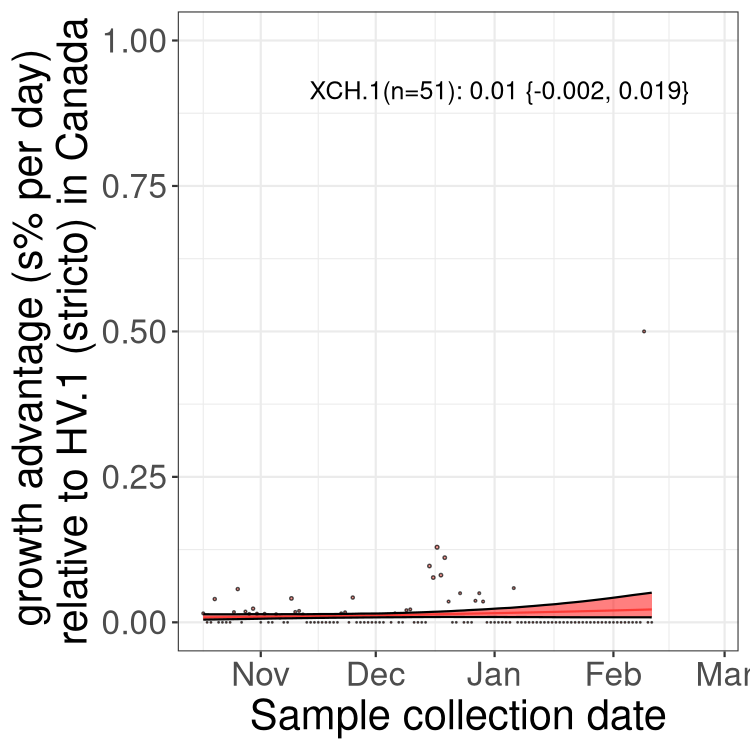 growth advantage (s% per day)
relative to HV.1 (stricto) in Canada
1.00
0.75
0.50
0.25
0.00
XCH.1(n=51): 0.01 {-0.002, 0.019}
Nov Dec Jan Feb Mar
Sample collection date